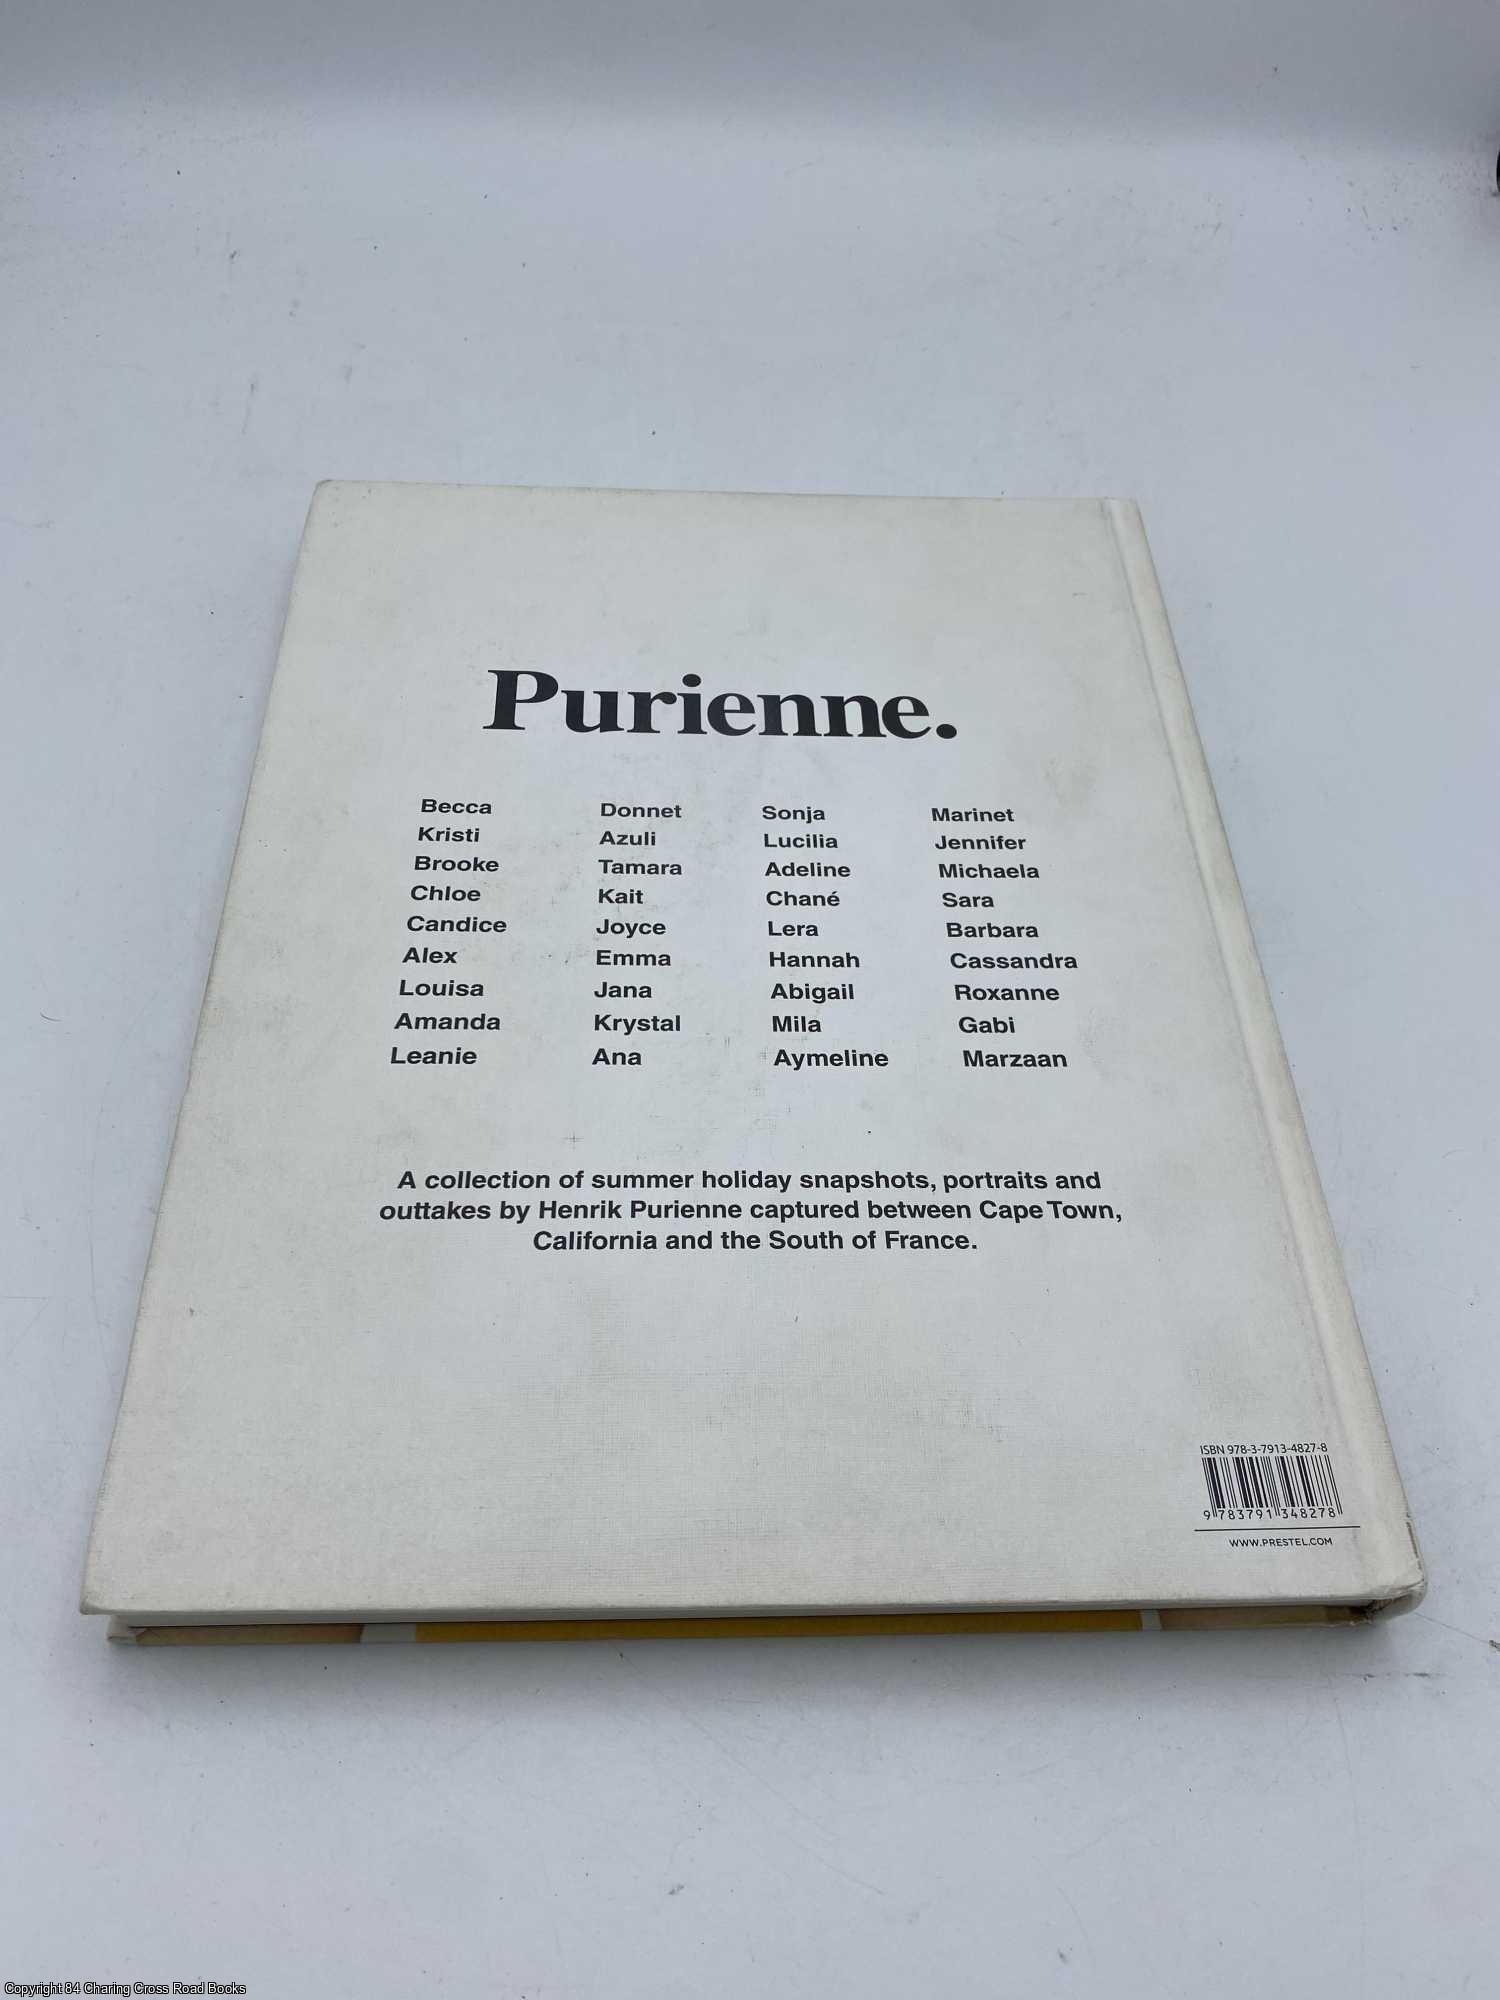 Purienne.
Becca Donnet Sonja Marinet
Kristi Azuli Lucilia Jennifer
Brooke Tamara Adeline Michaela
Chloe Kait Chané Sara
Candice Joyce Lera Barbara
Alex Emma Hannah Cassandra
Louisa Jana Abigail Roxanne
Amanda Krystal Mila Gabi
Leanie Ana Aymeline Marzaan
A collection of summer holiday snapshots, portraits and
outtakes by Henrik Purienne captured between Cape Town,
California and the South of France.
ISBN 978-3-7913-4827-8
9 783791 348278
WWW.PRESTEL.COM
Copyright 84 Charing Cross Road Books